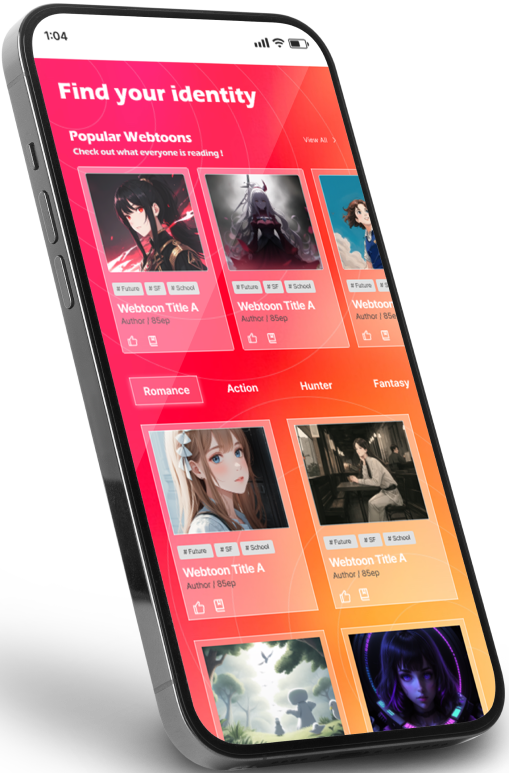 1:04
Find your identity
Popular Webtoons
View All
Check out what everyone is reading !
# Future # SF # School
Webtoon Title A
Author / 85ep
# Future # SF # School
Webtoon Title A
Author / 85ep
# Future
Webtoon
Author / 85ep
Romance Action Hunter Fantasy
# Future # SF # School
Webtoon Title A
Author / 85ep
# Future # SF # School
Webtoon Title A
Author / 85ep